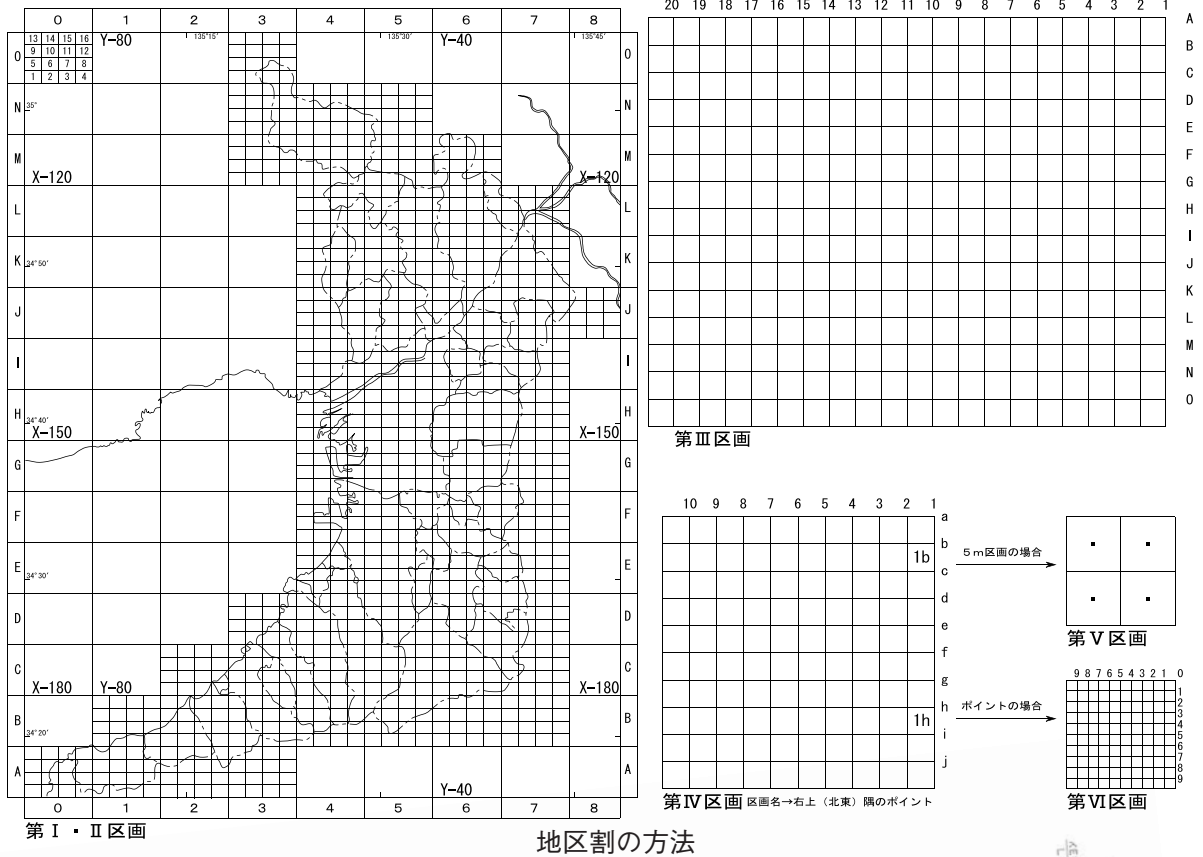 0 1 2 3 4 5 6 7 8
135°15′ 135°30′ 135°45′
Y-80 Y-40
13 14 15 16
9 10 11 12
5 6 7 8
1 2 3 4
O O
N 35° N
M M
X-120 X-120
L L
K 34°50′ K
J J
I I
H 34°40′ H
X-150 X-150
G G
F F
E 34°30′ E
D D
C C
X-180 Y-80 X-180
B 34°20′ B
A A
Y-40
0 1 2 3 4 5 6 7 8
第Ⅰ・Ⅱ区画
20 19 18 17 16 15 14 13 12 11 10 9 8 7 6 5 4 3 2 1
A
B
C
D
E
F
G
H
I
J
K
L
M
N
O
第Ⅲ区画
10 9 8 7 6 5 4 3 2 1
a
b
1b
c
d
e
f
g
h
1h
i
j
第Ⅳ区画 区画名→右上（北東）隅のポイント
5m区画の場合
第Ⅴ区画
ポイントの場合
9 8 7 6 5 4 3 2 1 0
1
2
3
4
5
6
7
8
9
第Ⅵ区画
地区割の方法